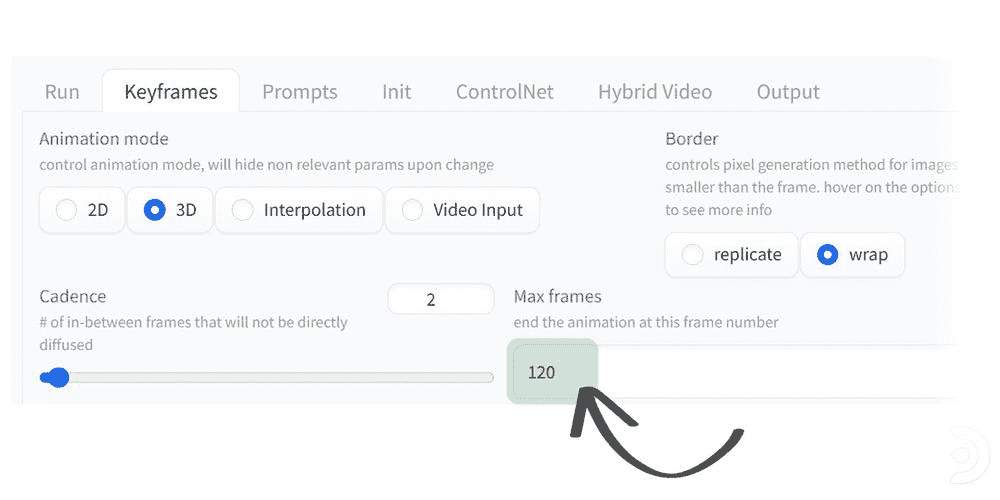 Run Keyframes Prompts Init ControlNet Hybrid Video Output
Animation mode
control animation mode, will hide non relevant params upon change
2D 3D Interpolation Video Input
Border
controls pixel generation method for images
smaller than the frame. hover on the options
to see more info
replicate wrap
Cadence
2
# of in-between frames that will not be directly
diffused
Max frames
end the animation at this frame number
120